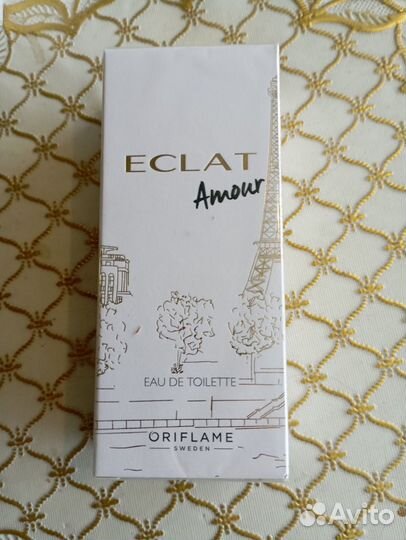 ECLAT
Amour
EAU DE TOILETTE
ORIFLAME
SWEDEN
Avito